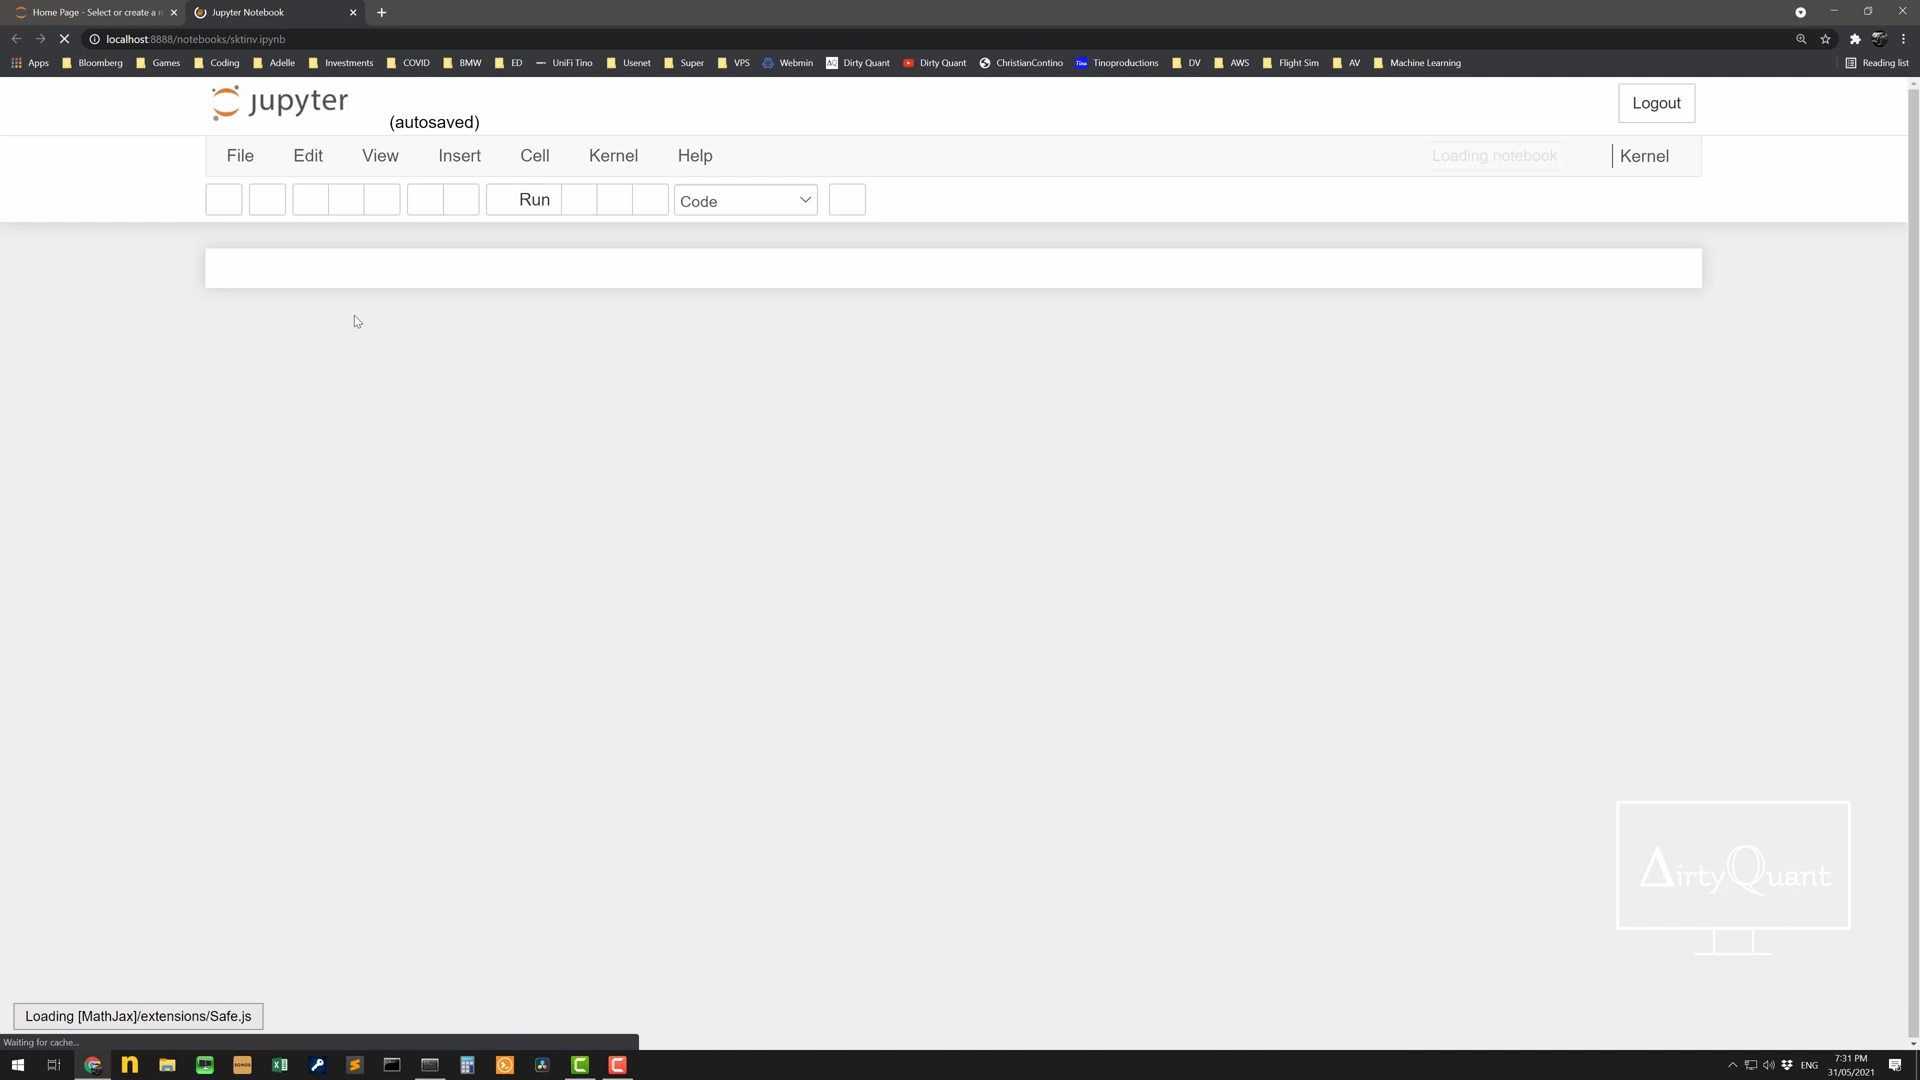 Home Page - Select or create a n
Jupyter Notebook
localhost:8888/notebooks/sktinv.ipynb
Apps Bloomberg Games Coding Adelle Investments COVID BMW ED UniFi Tino Usenet Super VPS Webmin Dirty Quant Dirty Quant ChristianContino Tinoproductions DV AWS Flight Sim AV Machine Learning Reading list
jupyter (autosaved) Logout
File Edit View Insert Cell Kernel Help Loading notebook Kernel
Run Code
ΔirtyQuant
Loading [MathJax]/extensions/Safe.js
Waiting for cache...
SONOS
ENG
7:31 PM
31/05/2021